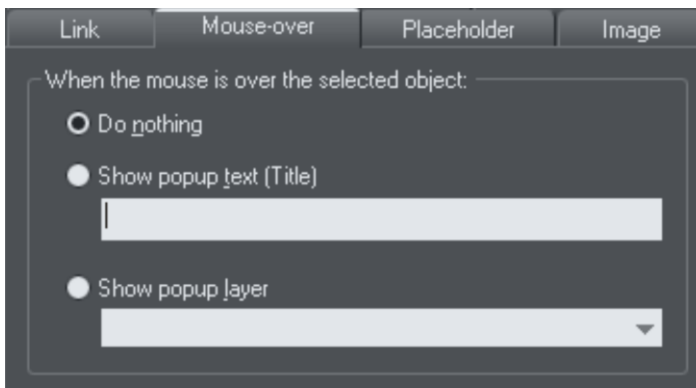 Link Mouse-over Placeholder Image
When the mouse is over the selected object:
Do nothing
Show popup text (Title)
Show popup layer